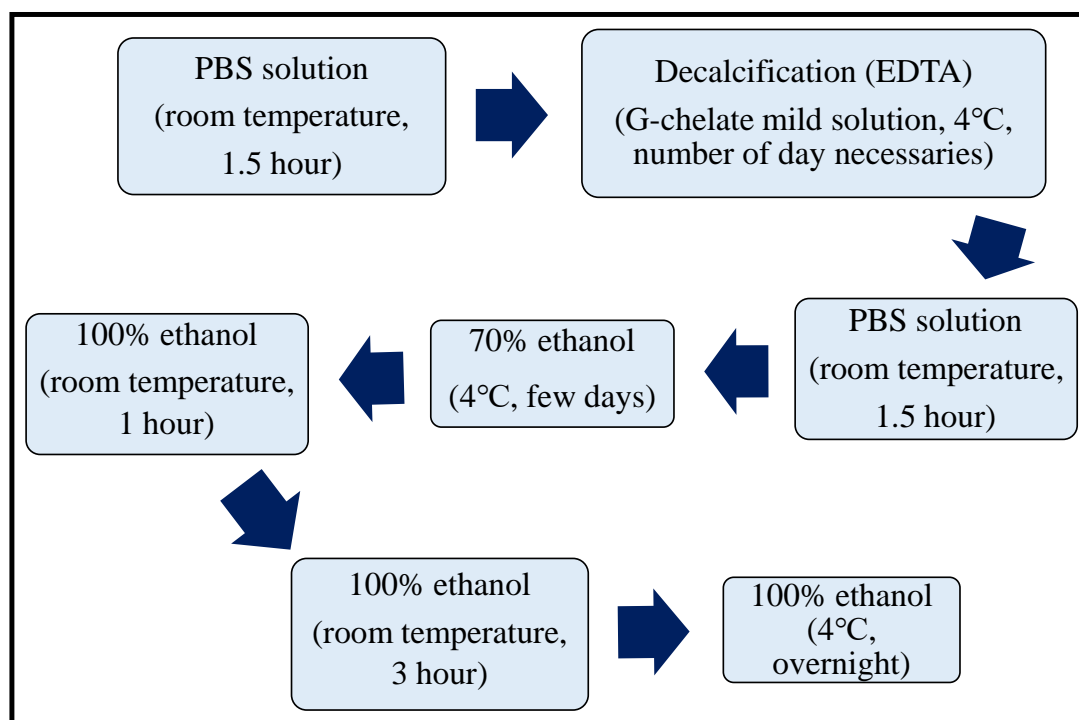 PBS solution
(room temperature,
1.5 hour)
Decalcification (EDTA)
(G-chelate mild solution, 4℃,
number of day necessaries)
PBS solution
(room temperature,
1.5 hour)
70% ethanol
(4℃, few days)
100% ethanol
(room temperature,
1 hour)
100% ethanol
(room temperature,
3 hour)
100% ethanol
(4℃,
overnight)